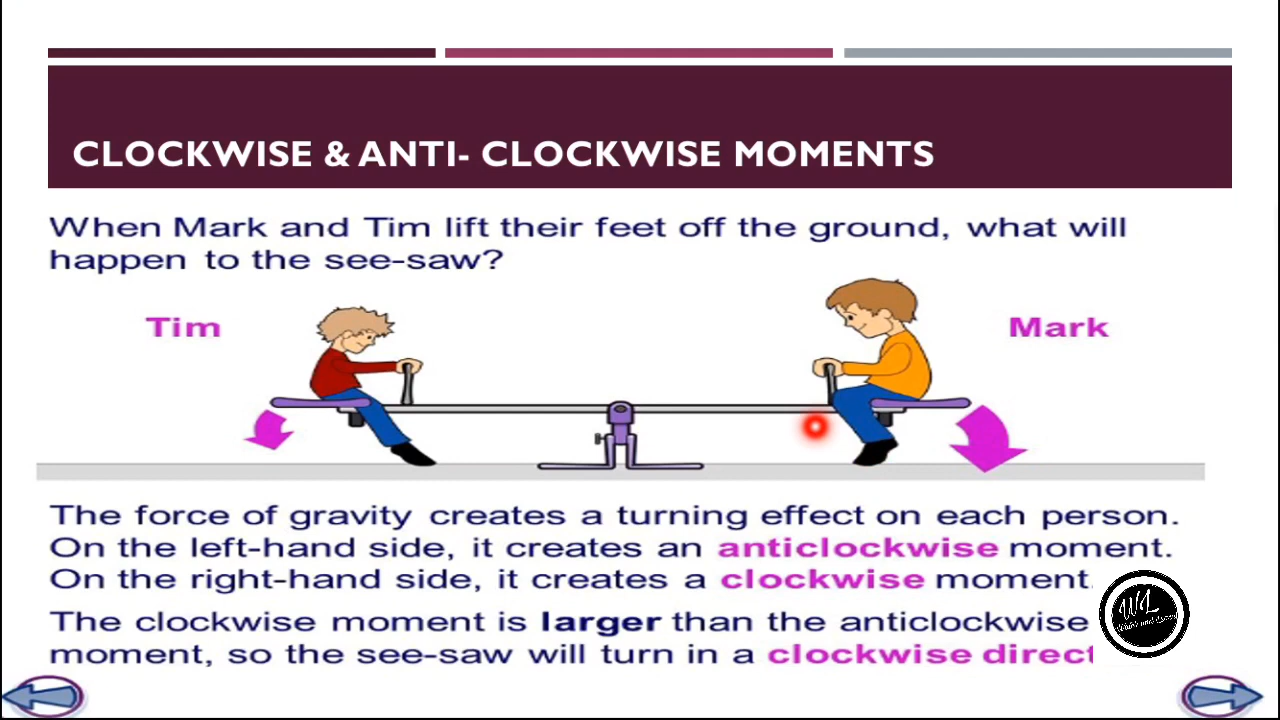 CLOCKWISE & ANTI- CLOCKWISE MOMENTS
When Mark and Tim lift their feet off the ground, what will
happen to the see-saw?
Tim
Mark
The force of gravity creates a turning effect on each person.
On the left-hand side, it creates an anticlockwise moment.
On the right-hand side, it creates a clockwise moment.
The clockwise moment is larger than the anticlockwise
moment, so the see-saw will turn in a clockwise direct
WL